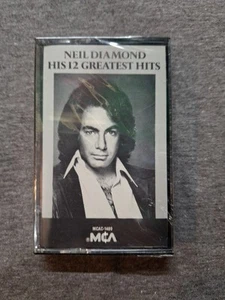 NEIL DIAMOND
HIS 12 GREATEST HITS
MCA